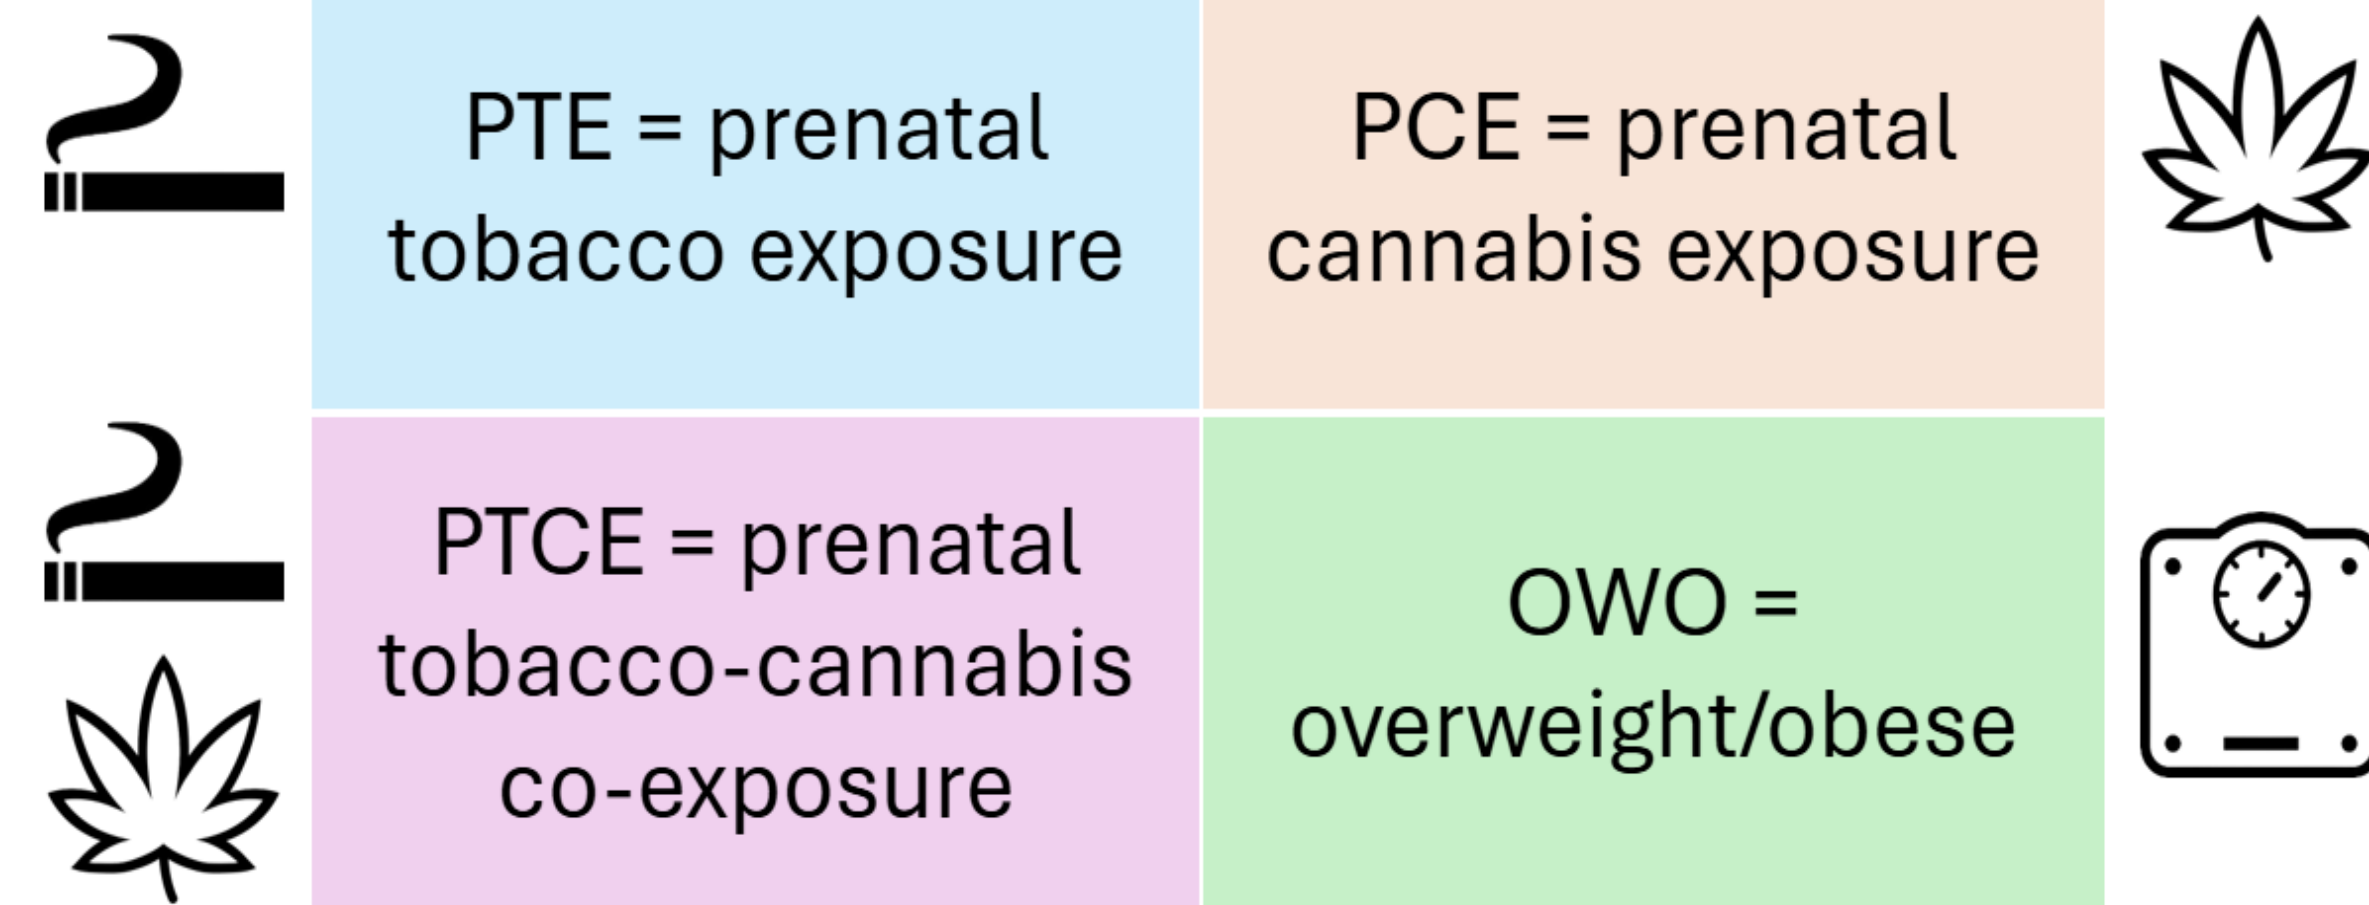 PTE = prenatal
tobacco exposure
PCE = prenatal
cannabis exposure
PTCE = prenatal
tobacco-cannabis
co-exposure
OWO =
overweight/obese